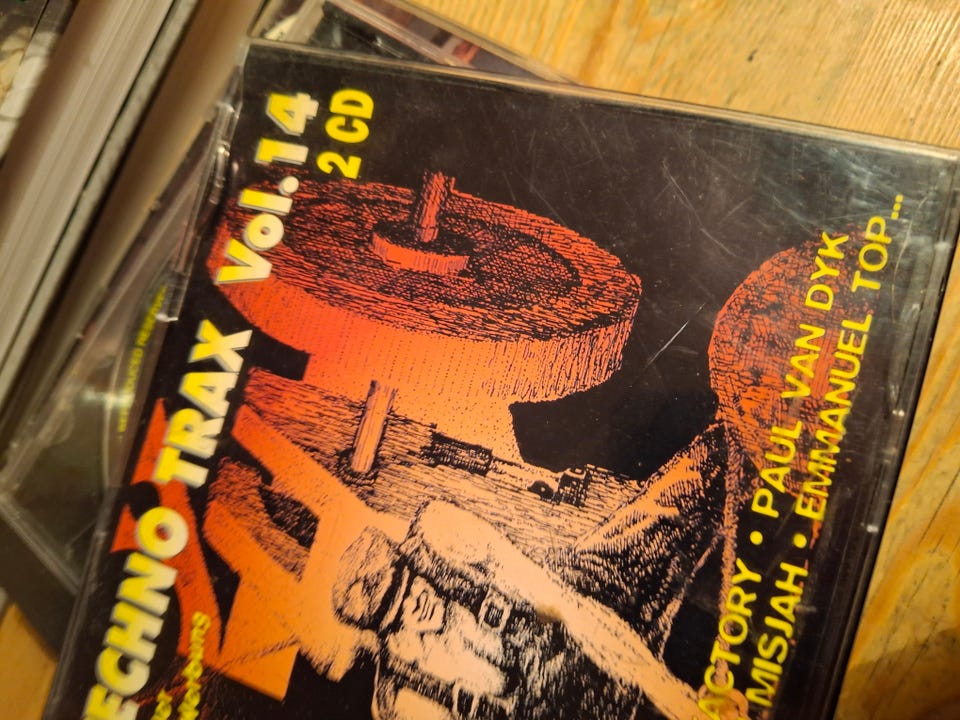 ECHNO TRAX Vol.14
2 CD
ACTORY • PAUL VAN DYK
MISJAH • EMMANUEL TOP...